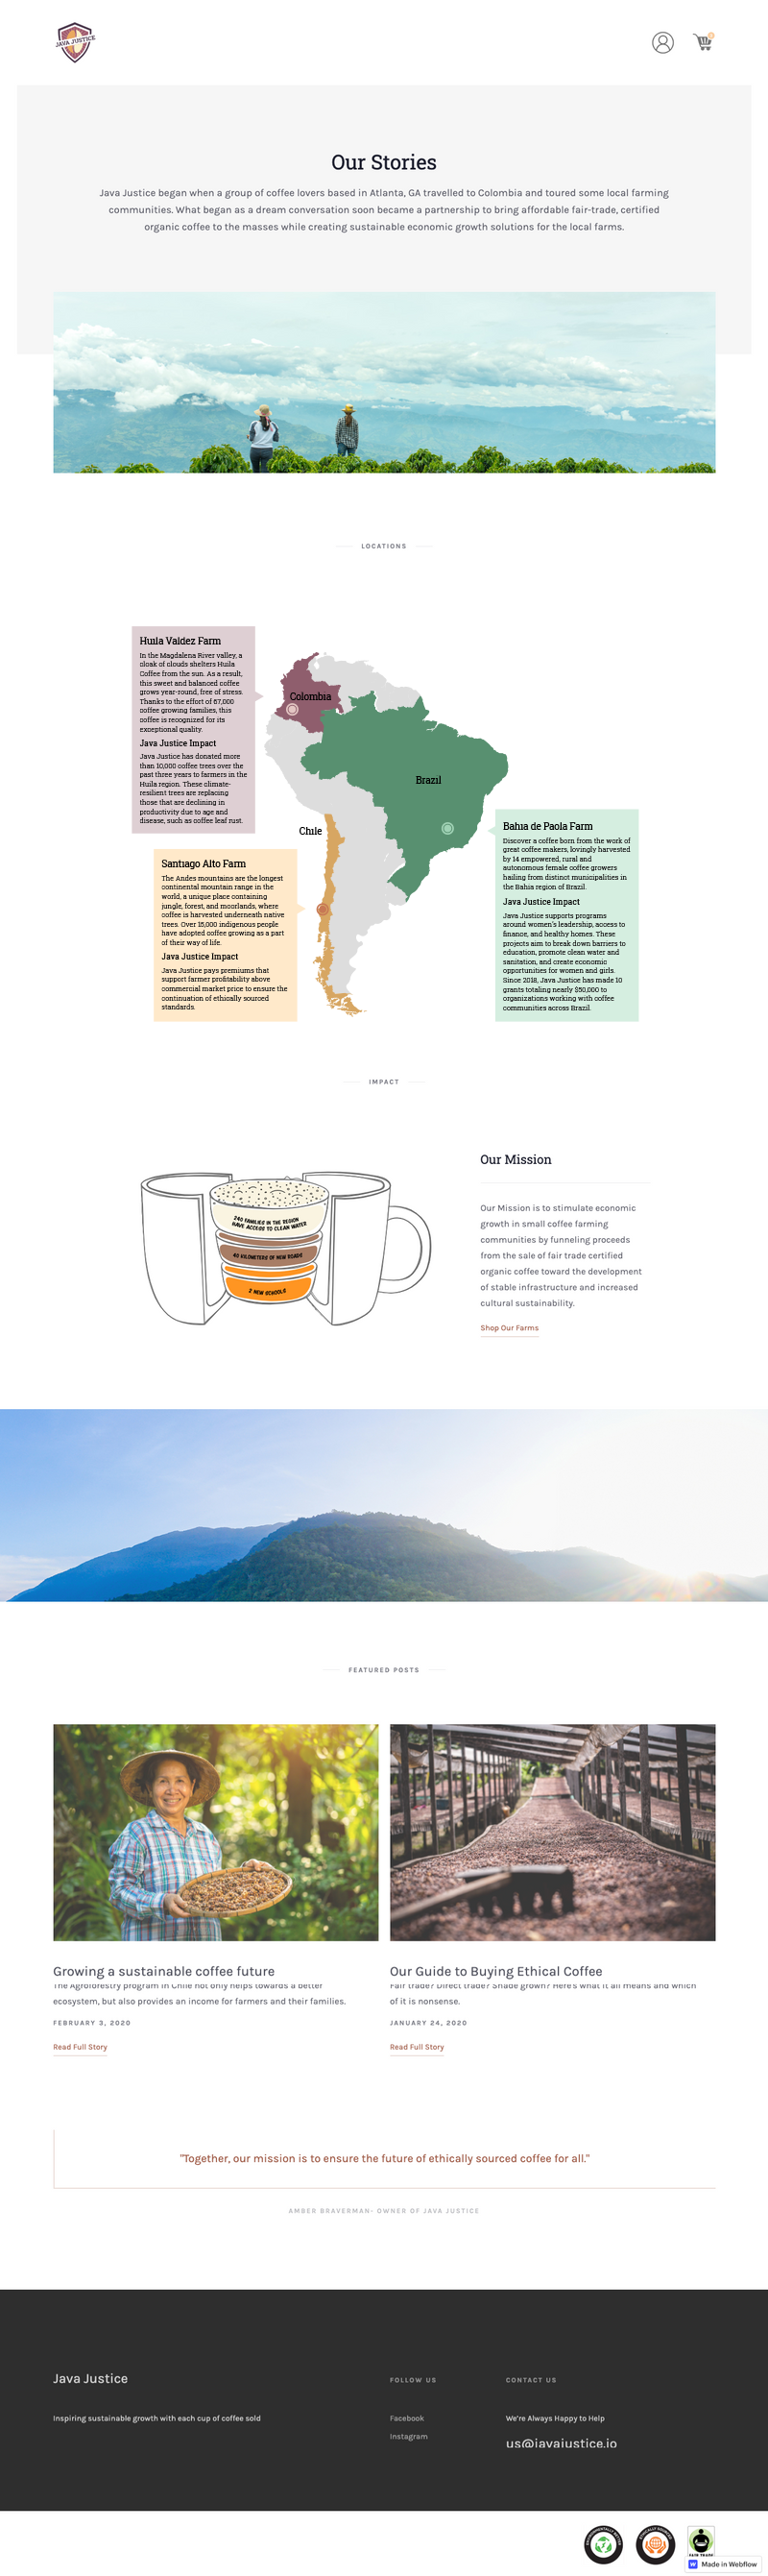 JAVA JUSTICE
Our Stories
Java Justice began when a group of coffee lovers based in Atlanta, GA travelled to Colombia and toured some local farming
communities. What began as a dream conversation soon became a partnership to bring affordable fair-trade, certified
organic coffee to the masses while creating sustainable economic growth solutions for the local farms.
LOCATIONS
Huila Valdez Farm
In the Magdalena River valley, a
cloak of clouds shelters Huila
Coffee from the sun. As a result,
this sweet and balanced coffee
grows year-round, free of stress.
Thanks to the effort of 67,000
coffee growing families, this
coffee is recognized for its
exceptional quality.
Java Justice Impact
Java Justice has donated more
than 10,000 coffee trees over the
past three years to farmers in the
Huila region. These climate-
resilient trees are replacing
those that are declining in
productivity due to age and
disease, such as coffee leaf rust.
Colombia
Brazil
Chile
Santiago Alto Farm
The Andes mountains are the longest
continental mountain range in the
world, a unique place containing
jungle, forest, and moorlands, where
coffee is harvested underneath native
trees. Over 15,000 indigenous people
have adopted coffee growing as a part
of their way of life.
Java Justice Impact
Java Justice pays premiums that
support farmer profitability above
commercial market price to ensure the
continuation of ethically sourced
standards.
Bahia de Paola Farm
Discover a coffee born from the work of
great coffee makers, lovingly harvested
by 14 empowered, rural and
autonomous female coffee growers
hailing from distinct municipalities in
the Bahia region of Brazil.
Java Justice Impact
Java Justice supports programs
around women's leadership, access to
finance, and healthy homes. These
projects aim to break down barriers to
education, promote clean water and
sanitation, and create economic
opportunities for women and girls.
Since 2018, Java Justice has made 10
grants totaling nearly $50,000 to
organizations working with coffee
communities across Brazil.
IMPACT
240 FAMILIES IN THE REGION
HAVE ACCESS TO CLEAN WATER
40 KILOMETERS OF NEW ROADS
2 NEW SCHOOLS
Our Mission
Our Mission is to stimulate economic
growth in small coffee farming
communities by funneling proceeds
from the sale of fair trade certified
organic coffee toward the development
of stable infrastructure and increased
cultural sustainability.
Shop Our Farms
FEATURED POSTS
Growing a sustainable coffee future
The Agroforestry program in Chile not only helps towards a better
ecosystem, but also provides an income for farmers and their families.
FEBRUARY 3, 2020
Read Full Story
Our Guide to Buying Ethical Coffee
Fair trade? Direct trade? Shade grown? Here's what it all means and which
of it is nonsense.
JANUARY 24, 2020
Read Full Story
"Together, our mission is to ensure the future of ethically sourced coffee for all."
AMBER BRAVERMAN- OWNER OF JAVA JUSTICE
Java Justice
Inspiring sustainable growth with each cup of coffee sold
FOLLOW US
Facebook
Instagram
CONTACT US
We're Always Happy to Help
us@javajustice.io
FAIR TRADE
Made in Webflow